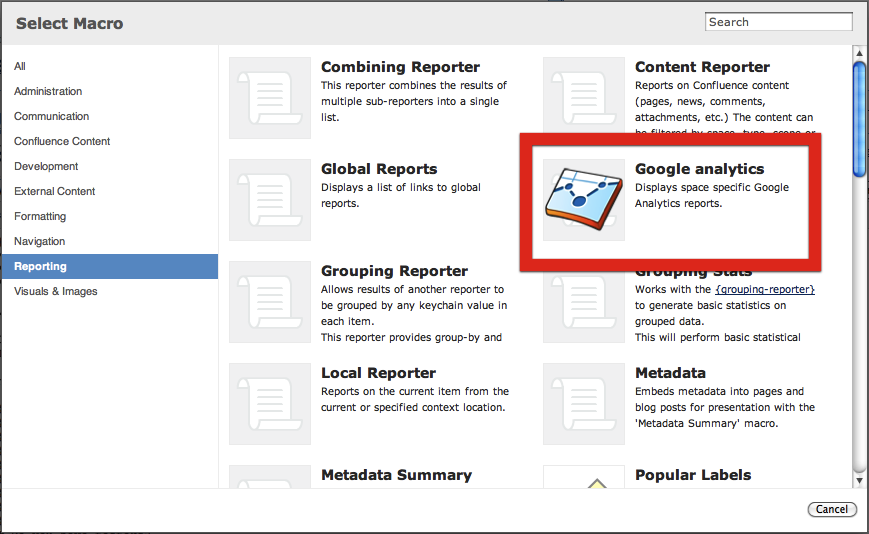 Select Macro
Search
All
Administration
Communication
Confluence Content
Development
External Content
Formatting
Navigation
Reporting
Visuals & Images
Combining Reporter
This reporter combines the results of
multiple sub-reporters into a single
list.
Content Reporter
Reports on Confluence content
(pages, news, comments,
attachments, etc.) The content can
be filtered by space, type, scope or
Global Reports
Displays a list of links to global
reports.
Google analytics
Displays space specific Google
Analytics reports.
Grouping Reporter
Allows results of another reporter to
be grouped by any keychain value in
each item.
This reporter provides group-by and
Grouping Stats
Works with the {grouping-reporter}
to generate basic statistics on
grouped data.
This will perform basic statistical
Local Reporter
Reports on the current item from the
current or specified context location.
Metadata
Embeds metadata into pages and
blog posts for presentation with the
'Metadata Summary' macro.
Metadata Summary
Popular Labels
Cancel